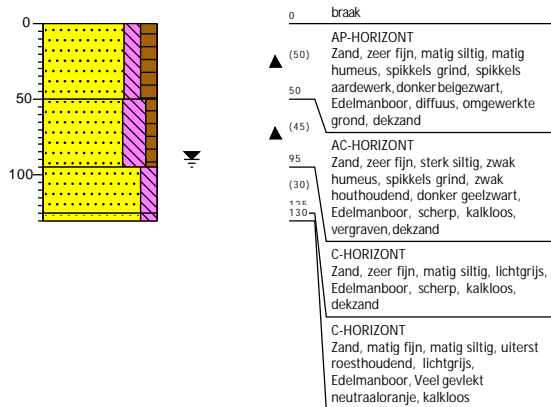 0
50
100
0
braak
(50)
AP-HORIZONT
Zand, zeer fijn, matig siltig, matig
humeus, spikkels grind, spikkels
aardewerk, donkerbeigezwart,
Edelmanboor, diffuus, omgewerkte
grond, dekzand
50
(45)
AC-HORIZONT
Zand, zeer fijn, sterk siltig, zwak
humeus, spikkels grind, zwak
houthoudend, donker geelzwart,
Edelmanboor, scherp, kalkloos,
vergraven, dekzand
95
(30)
C-HORIZONT
Zand, zeer fijn, matig siltig, lichtgrijs,
Edelmanboor, scherp, kalkloos,
dekzand
125
130
C-HORIZONT
Zand, matig fijn, matig siltig, uiterst
roesthoudend, lichtgrijs,
Edelmanboor, Veel gevlekt
neutraaloranje, kalkloos